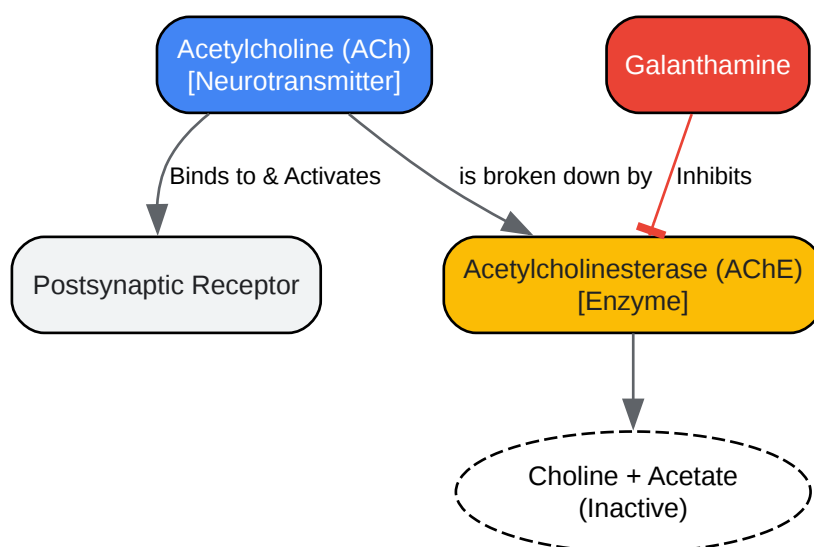 Acetylcholine (ACh)
[Neurotransmitter]
Galanthamine
Binds to & Activates
is broken down by
Inhibits
Postsynaptic Receptor
Acetylcholinesterase (AChE)
[Enzyme]
Choline + Acetate
(Inactive)